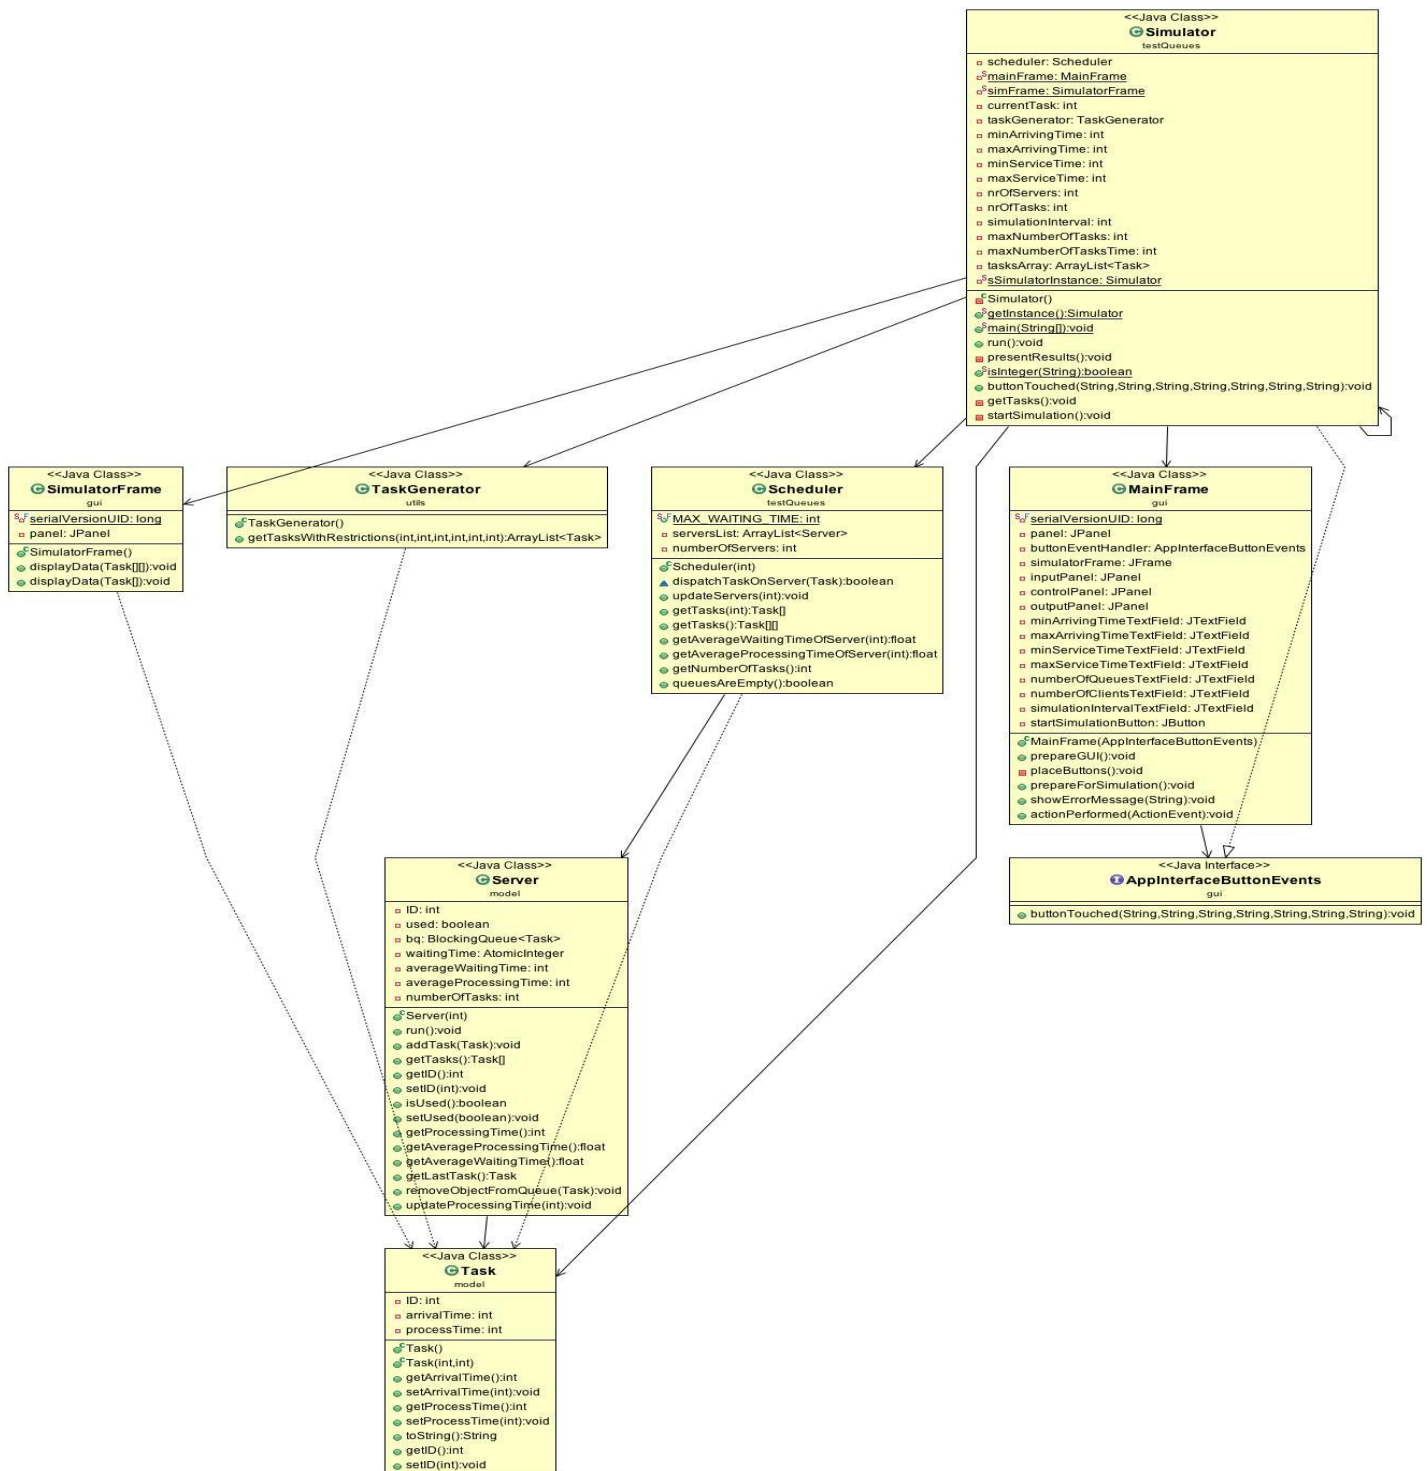 <<Java Class>>
Simulator
testQueues
scheduler: Scheduler
mainFrame: MainFrame
simFrame: SimulatorFrame
currentTask: int
taskGenerator: TaskGenerator
minArrivingTime: int
maxArrivingTime: int
minServiceTime: int
maxServiceTime: int
nrOfServers: int
nrOfTasks: int
simulationInterval: int
maxNumberOfTasks: int
maxNumberOfTasksTime: int
tasksArray: ArrayList<Task>
sSimulatorInstance: Simulator
Simulator()
getInstance():Simulator
main(String[]):void
run():void
presentResults():void
isInteger(String):boolean
buttonTouched(String,String,String,String,String,String,String):void
getTasks():void
startSimulation():void
<<Java Class>>
SimulatorFrame
gui
serialVersionUID: long
panel: JPanel
SimulatorFrame()
displayData(Task[][]):void
displayData(Task[]):void
<<Java Class>>
TaskGenerator
utils
TaskGenerator()
getTasksWithRestrictions(int,int,int,int,int,int):ArrayList<Task>
<<Java Class>>
Scheduler
testQueues
MAX_WAITING_TIME: int
serversList: ArrayList<Server>
numberOfServers: int
Scheduler(int)
dispatchTaskOnServer(Task):boolean
updateServers(int):void
getTasks(int):Task[]
getTasks():Task[][]
getAverageWaitingTimeOfServer(int):float
getAverageProcessingTimeOfServer(int):float
getNumberOfTasks():int
queuesAreEmpty():boolean
<<Java Class>>
MainFrame
gui
serialVersionUID: long
panel: JPanel
buttonEventHandler: AppInterfaceButtonEvents
simulatorFrame: JFrame
inputPanel: JPanel
controlPanel: JPanel
outputPanel: JPanel
minArrivingTimeTextField: JTextField
maxArrivingTimeTextField: JTextField
minServiceTimeTextField: JTextField
maxServiceTimeTextField: JTextField
numberOfQueuesTextField: JTextField
numberOfClientsTextField: JTextField
simulationIntervalTextField: JTextField
startSimulationButton: JButton
MainFrame(AppInterfaceButtonEvents)
prepareGUI():void
placeButtons():void
prepareForSimulation():void
showErrorMessage(String):void
actionPerformed(ActionEvent):void
<<Java Class>>
Server
model
ID: int
used: boolean
bq: BlockingQueue<Task>
waitingTime: AtomicInteger
averageWaitingTime: int
averageProcessingTime: int
numberOfTasks: int
Server(int)
run():void
addTask(Task):void
getTasks():Task[]
getID():int
setID(int):void
isUsed():boolean
setUsed(boolean):void
getProcessingTime():int
getAverageProcessingTime():float
getAverageWaitingTime():float
getLastTask():Task
removeObjectFromQueue(Task):void
updateProcessingTime(int):void
<<Java Interface>>
AppInterfaceButtonEvents
gui
buttonTouched(String,String,String,String,String,String,String):void
<<Java Class>>
Task
model
ID: int
arrivalTime: int
processTime: int
Task()
Task(int,int)
getArrivalTime():int
setArrivalTime(int):void
getProcessTime():int
setProcessTime(int):void
toString():String
getID():int
setID(int):void